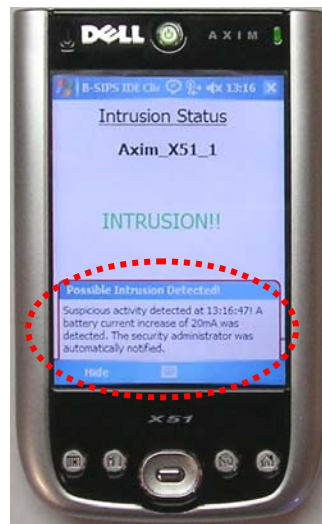 DELL AXIM
B-SIPS IDE Cli 13:16
Intrusion Status
Axim_X51_1
INTRUSION!!
Possible Intrusion Detected!
Suspicious activity detected at 13:16:47! A
battery current increase of 20mA was
detected. The security administrator was
automatically notified.
Hide
X51